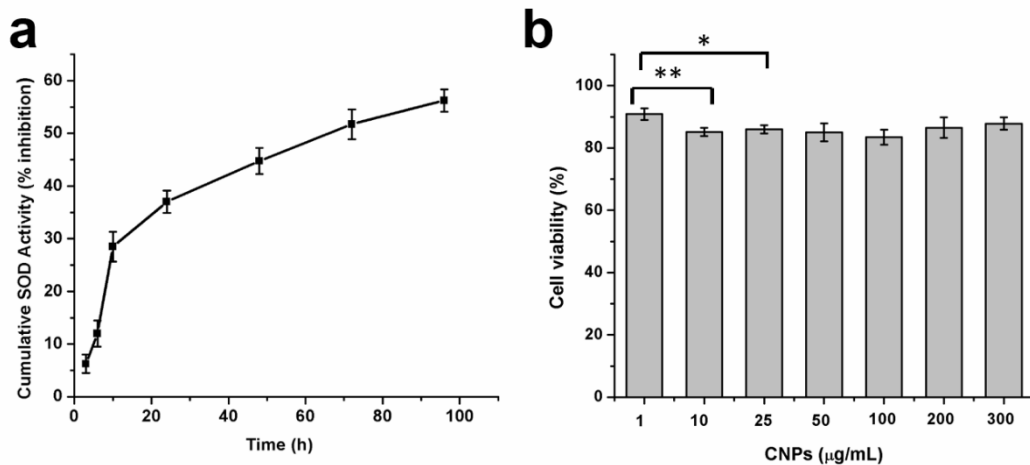 a
Cumulative SOD Activity (% inhibition)
60
50
40
30
20
10
0
0 20 40 60 80 100
Time (h)
b
*
**
Cell viability (%)
100
80
60
40
20
0
1 10 25 50 100 200 300
CNPs (μg/mL)